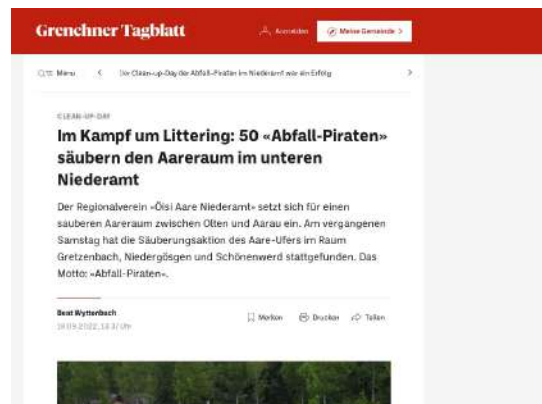 Grenchner Tagblatt
Anmelden
Meine Gemeinde >
Menu
Der Clean-up-Day der Abfall-Piraten im Niederamt war ein Erfolg
CLEAN-UP-DAY
Im Kampf um Littering: 50 «Abfall-Piraten»
säubern den Aareraum im unteren
Niederamt
Der Regionalverein «Öisi Aare Niederamt» setzt sich für einen
sauberen Aareraum zwischen Olten und Aarau ein. Am vergangenen
Samstag hat die Säuberungsaktion des Aare-Ufers im Raum
Gretzenbach, Niedergösgen und Schönenwerd stattgefunden. Das
Motto: «Abfall-Piraten».
Beat Wyttenbach
Merken
Drucken
Teilen